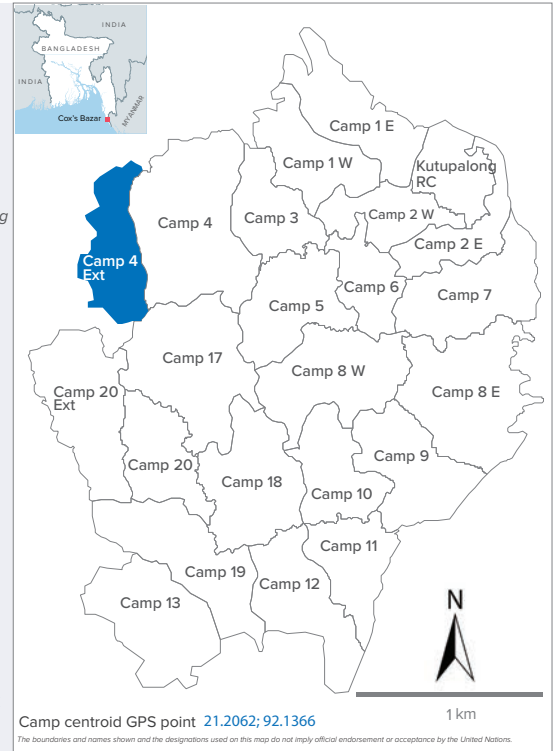 INDIA
BANGLADESH
INDIA
MYANMAR
Cox's Bazar
g
Camp 1 E
Camp 1 W
Kutupalong
RC
Camp 4
Camp 3
Camp 2 W
Camp 2 E
Camp 4
Ext
Camp 6
Camp 7
Camp 5
Camp 17
Camp 8 W
Camp 20
Ext
Camp 8 E
Camp 9
Camp 20
Camp 18
Camp 10
Camp 11
Camp 19
Camp 12
Camp 13
N
1 km
Camp centroid GPS point 21.2062; 92.1366
The boundaries and names shown and the designations used on this map do not imply official endorsement or acceptance by the United Nations.